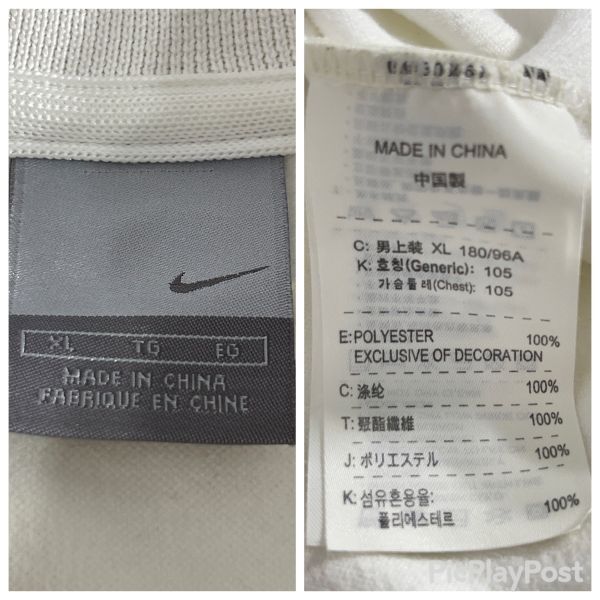 XL TG EG
MADE IN CHINA
FABRIQUE EN CHINE
MADE IN CHINA
中国製
C: 男上装 XL 180/96A
K: 호칭(Generic): 105
가슴둘레(Chest): 105
E: POLYESTER 100%
EXCLUSIVE OF DECORATION
C: 涤纶 100%
T: 聚酯纖維 100%
J: ポリエステル 100%
K: 섬유혼용율: 100%
폴리에스테르
PicPlayPost